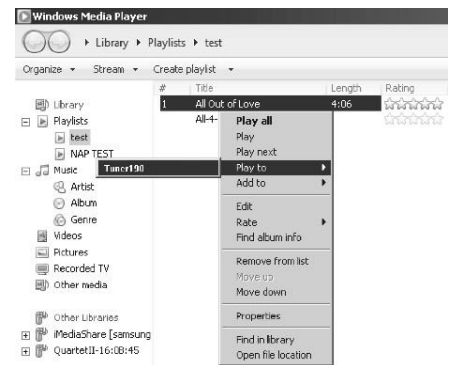 Windows Media Player
Library Playlists test
Organize Stream Create playlist
# Title Length Rating
Library
Playlists
test
NAP TEST
Music
Artist
Album
Genre
Videos
Pictures
Recorded TV
Other media
Other Libraries
iMediaShare [samsung
QuartetII-16:0B:45
1 All Out of Love 4:06
All-4-
Play all
Play
Play next
Play to
Add to
Edit
Rate
Find album info
Remove from list
Move up
Move down
Properties
Find in library
Open file location
Tuner190